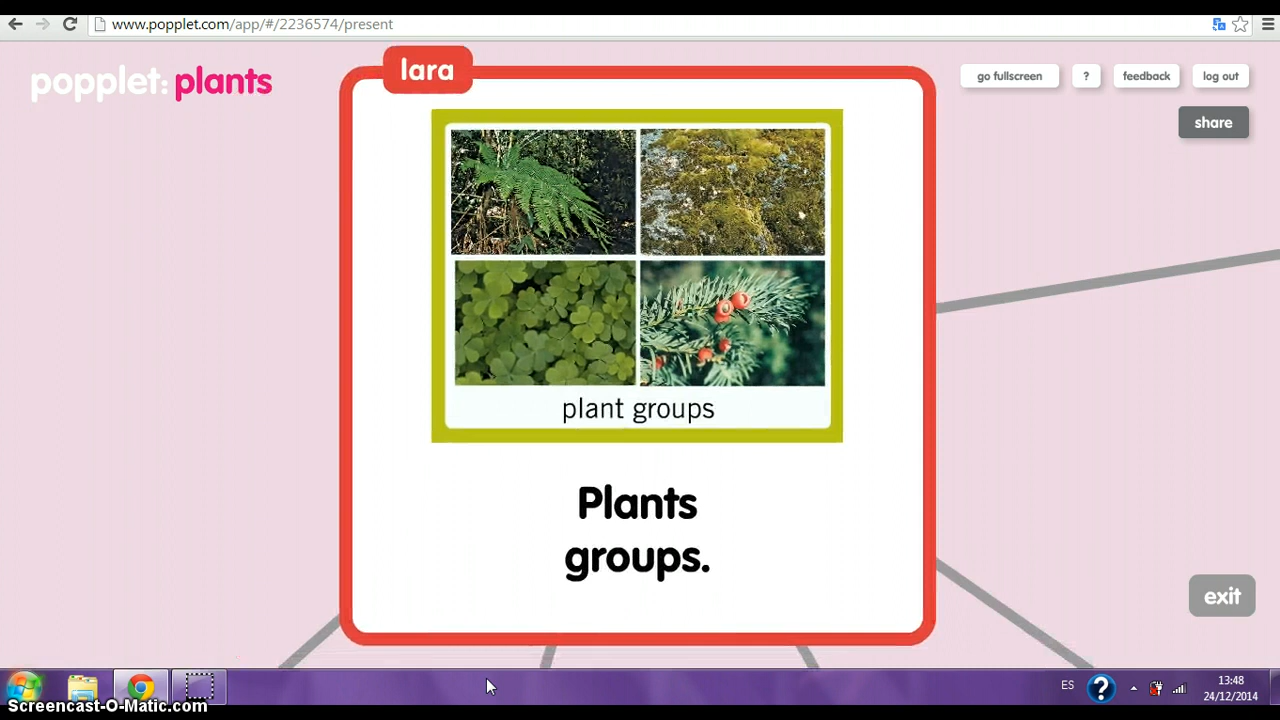 www.popplet.com/app/#/2236574/present
popplet: plants
lara
go fullscreen
?
feedback
log out
share
plant groups
Plants
groups.
exit
ES
?
13:48
24/12/2014
Screencast-O-Matic.com